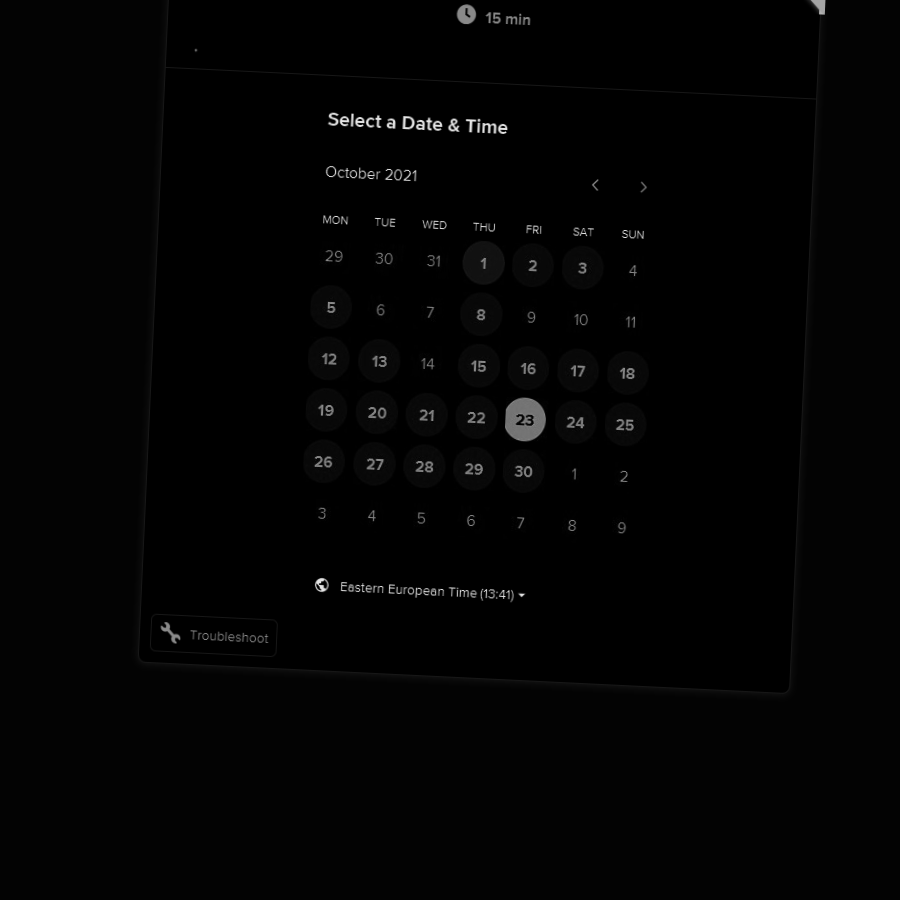 15 min
.
Select a Date & Time
October 2021
MON TUE WED THU FRI SAT SUN
29 30 31 1 2 3 4
5 6 7 8 9 10 11
12 13 14 15 16 17 18
19 20 21 22 23 24 25
26 27 28 29 30 1 2
3 4 5 6 7 8 9
Eastern European Time (13:41)
Troubleshoot